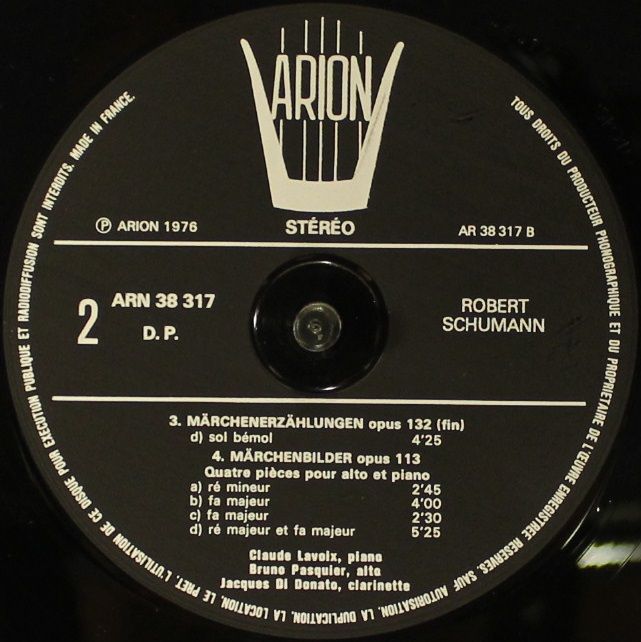 ARION
Ⓟ ARION 1976
STÉRÉO
AR 38 317 B
2
ARN 38 317
D. P.
ROBERT
SCHUMANN
3. MÄRCHENERZÄHLUNGEN opus 132 (fin)
d) sol bémol 4'25
4. MÄRCHENBILDER opus 113
Quatre pièces pour alto et piano
a) ré mineur 2'45
b) fa majeur 4'00
c) fa majeur 2'30
d) ré majeur et fa majeur 5'25
Claude Lavoix, piano
Bruno Pasquier, alto
Jacques Di Donato, clarinette
TOUS DROITS DU PRODUCTEUR PHONOGRAPHIQUE ET DU PROPRIETAIRE DE L'ŒUVRE ENREGISTREE RESERVES. SAUF AUTORISATION, LA DUPLICATION, LA LOCATION, LE PRET, L'UTILISATION DE CE DISQUE POUR EXECUTION PUBLIQUE ET RADIODIFFUSION SONT INTERDITS. MADE IN FRANCE.